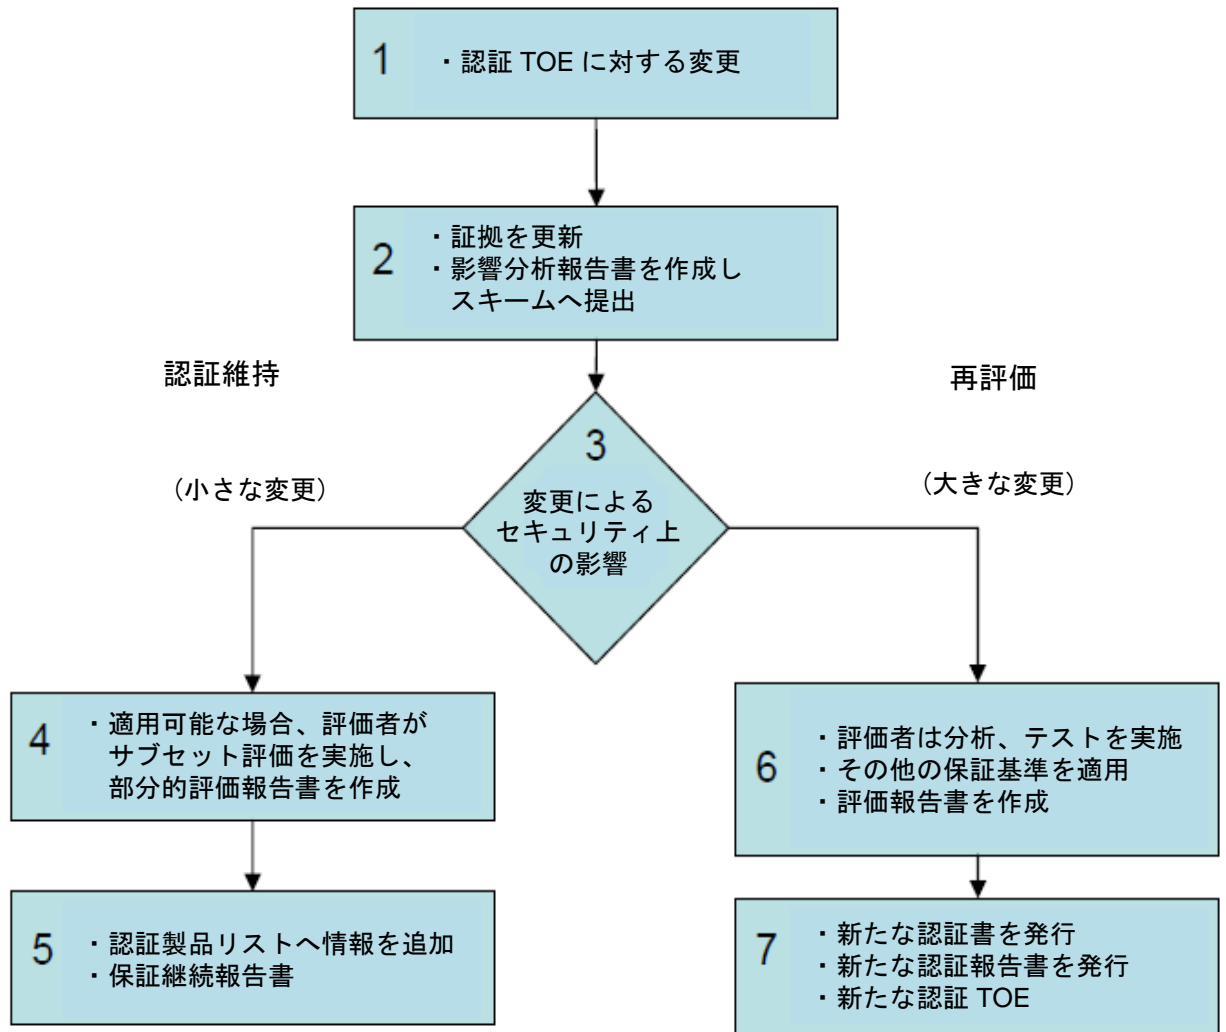 1
・認証 TOE に対する変更
2
・証拠を更新
・影響分析報告書を作成し
スキームへ提出
認証維持
再評価
3
変更による
セキュリティ上
の影響
（小さな変更）
（大きな変更）
4
・適用可能な場合、評価者が
サブセット評価を実施し、
部分的評価報告書を作成
5
・認証製品リストへ情報を追加
・保証継続報告書
6
・評価者は分析、テストを実施
・その他の保証基準を適用
・評価報告書を作成
7
・新たな認証書を発行
・新たな認証報告書を発行
・新たな認証 TOE